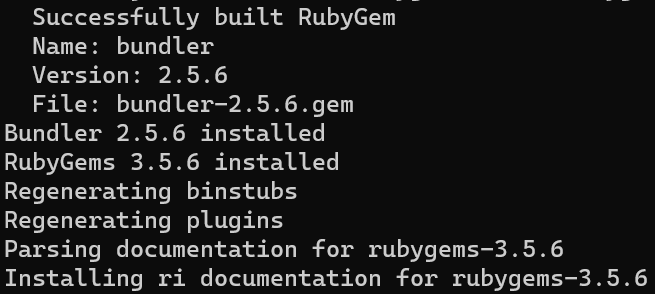 Successfully built RubyGem
Name: bundler
Version: 2.5.6
File: bundler-2.5.6.gem
Bundler 2.5.6 installed
RubyGems 3.5.6 installed
Regenerating binstubs
Regenerating plugins
Parsing documentation for rubygems-3.5.6
Installing ri documentation for rubygems-3.5.6